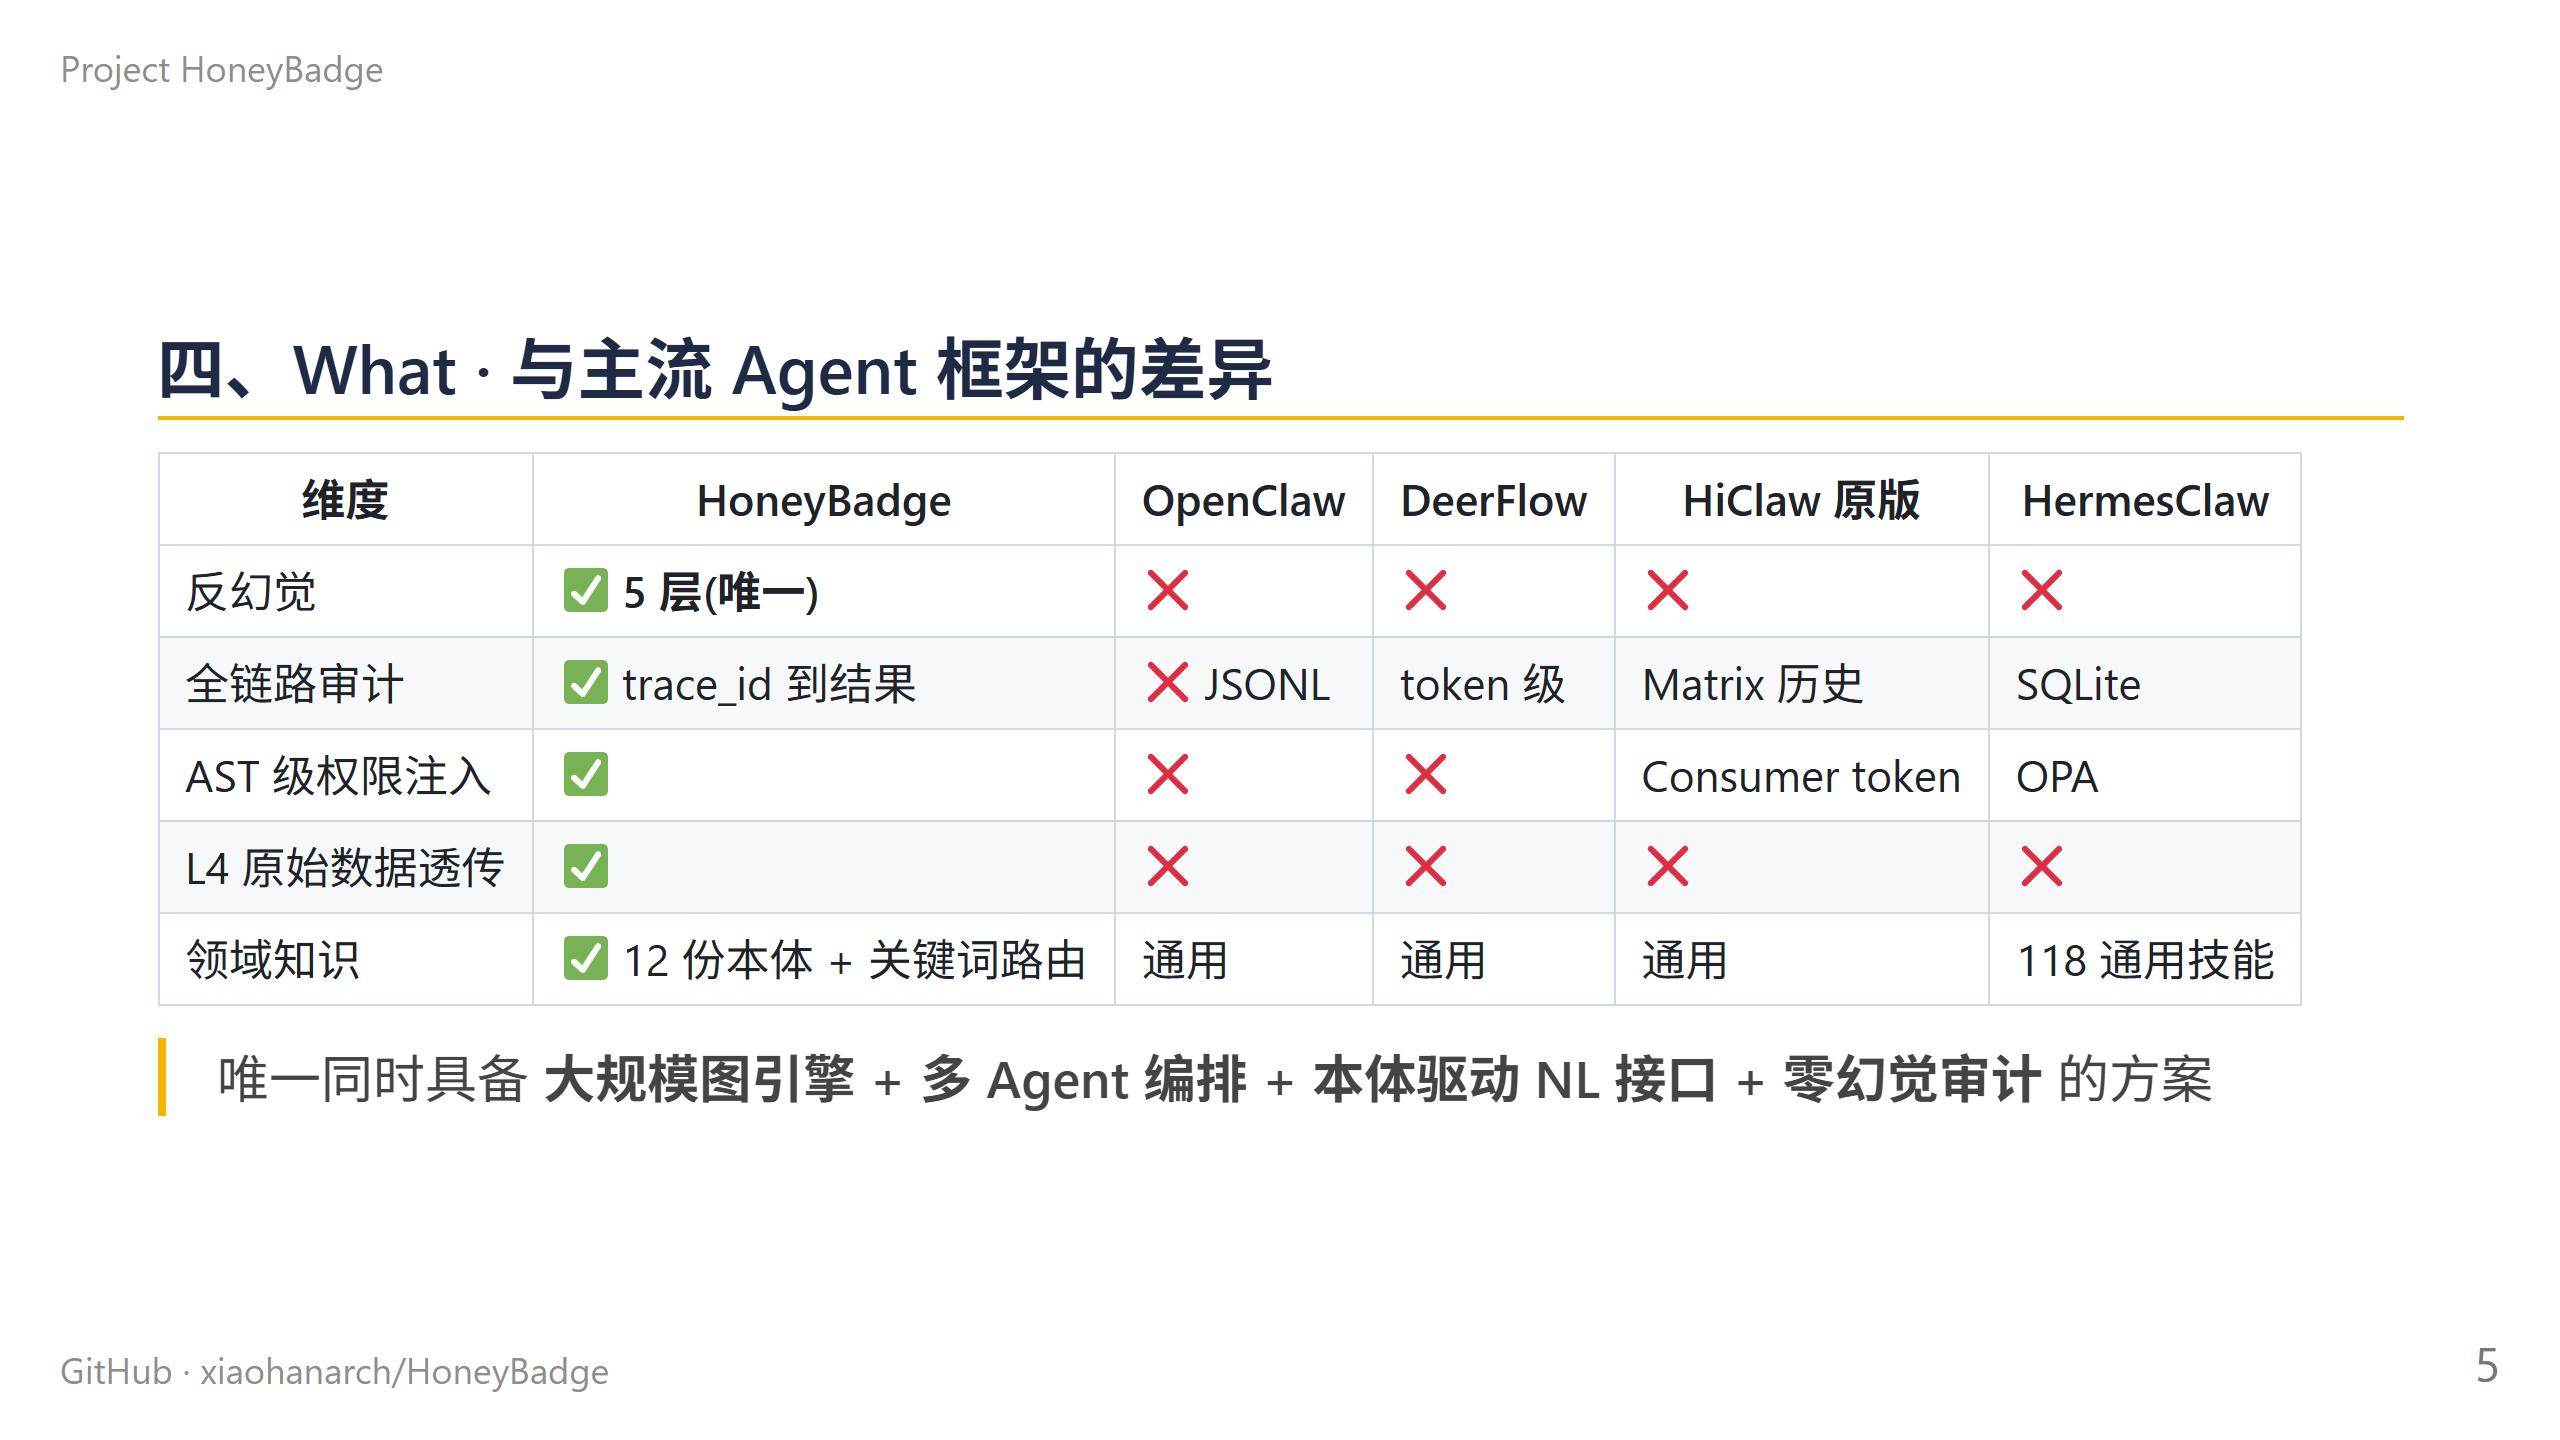 Project HoneyBadge
四、What · 与主流 Agent 框架的差异
维度 HoneyBadge OpenClaw DeerFlow HiClaw 原版 HermesClaw
反幻觉 ✅ 5 层(唯一) ❌ ❌ ❌ ❌
全链路审计 ✅ trace_id 到结果 ❌ JSONL token 级 Matrix 历史 SQLite
AST 级权限注入 ✅ ❌ ❌ Consumer token OPA
L4 原始数据透传 ✅ ❌ ❌ ❌ ❌
领域知识 ✅ 12 份本体 + 关键词路由 通用 通用 通用 118 通用技能
唯一同时具备 大规模图引擎 + 多 Agent 编排 + 本体驱动 NL 接口 + 零幻觉审计 的方案
GitHub · xiaohanarch/HoneyBadge
5